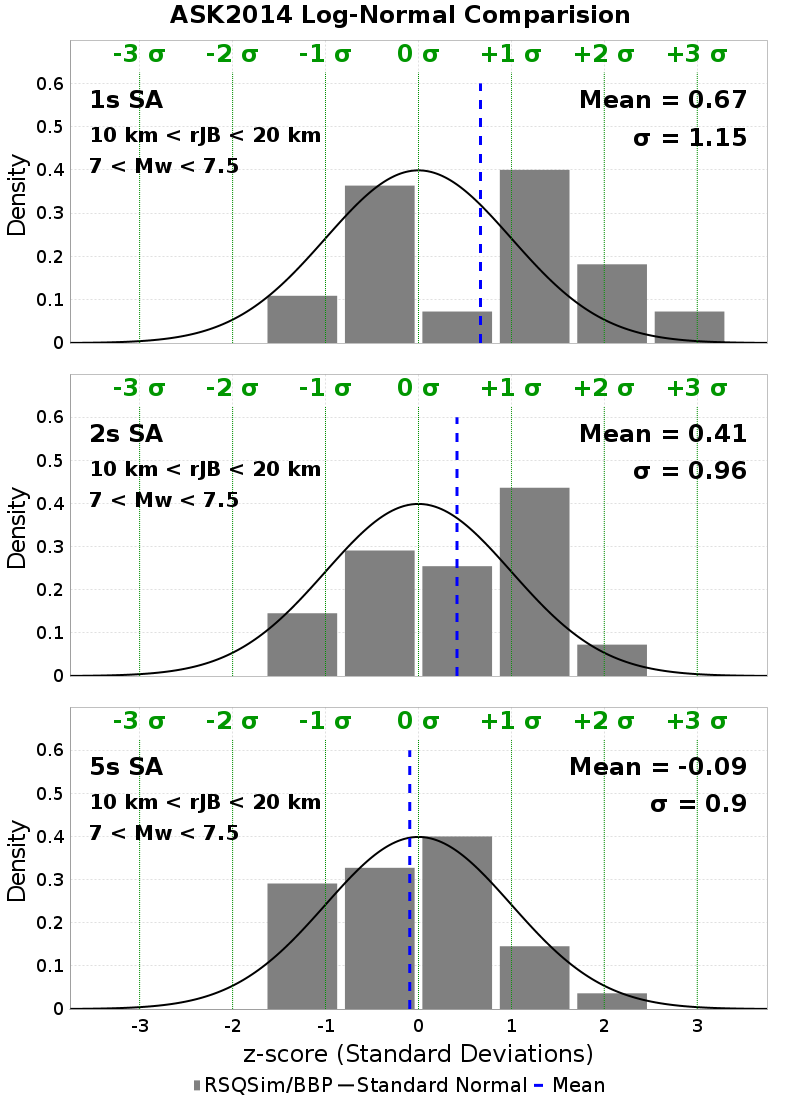 ASK2014 Log-Normal Comparision
-3 σ -2 σ -1 σ 0 σ +1 σ +2 σ +3 σ
1s SA
10 km < rJB < 20 km
7 < Mw < 7.5
Mean = 0.67
σ = 1.15
Density
0.6
0.5
0.4
0.3
0.2
0.1
0
-3 σ -2 σ -1 σ 0 σ +1 σ +2 σ +3 σ
2s SA
10 km < rJB < 20 km
7 < Mw < 7.5
Mean = 0.41
σ = 0.96
Density
0.6
0.5
0.4
0.3
0.2
0.1
0
-3 σ -2 σ -1 σ 0 σ +1 σ +2 σ +3 σ
5s SA
10 km < rJB < 20 km
7 < Mw < 7.5
Mean = -0.09
σ = 0.9
Density
0.6
0.5
0.4
0.3
0.2
0.1
0
-3 -2 -1 0 1 2 3
z-score (Standard Deviations)
RSQSim/BBP Standard Normal Mean